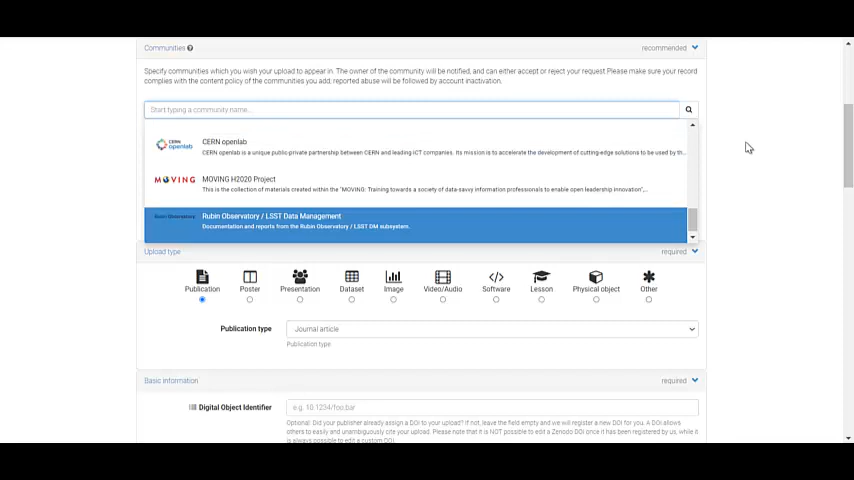 Communities recommended
Specify communities which you wish your upload to appear in. The owner of the community will be notified, and can either accept or reject your request.Please make sure your record
complies with the content policy of the communities you add; reported abuse will be followed by account inactivation.
Start typing a community name...
CERN openlab
CERN openlab
CERN openlab is a unique public-private partnership between CERN and leading ICT companies. Its mission is to accelerate the development of cutting-edge solutions to be used by th...
MOVING
MOVING H2020 Project
This is the collection of materials created within the "MOVING: Training towards a society of data-savvy information professionals to enable open leadership innovation",...
Rubin Observatory
Rubin Observatory / LSST Data Management
Documentation and reports from the Rubin Observatory / LSST DM subsystem.
Upload type required
Publication Poster Presentation Dataset Image Video/Audio Software Lesson Physical object Other
Publication type Journal article
Publication type
Basic information required
Digital Object Identifier e.g. 10.1234/foo.bar
Optional. Did your publisher already assign a DOI to your upload? If not, leave the field empty and we will register a new DOI for you. A DOI allows
others to easily and unambiguously cite your upload. Please note that it is NOT possible to edit a Zenodo DOI once it has been registered by us, while it
is always possible to edit a custom DOI.